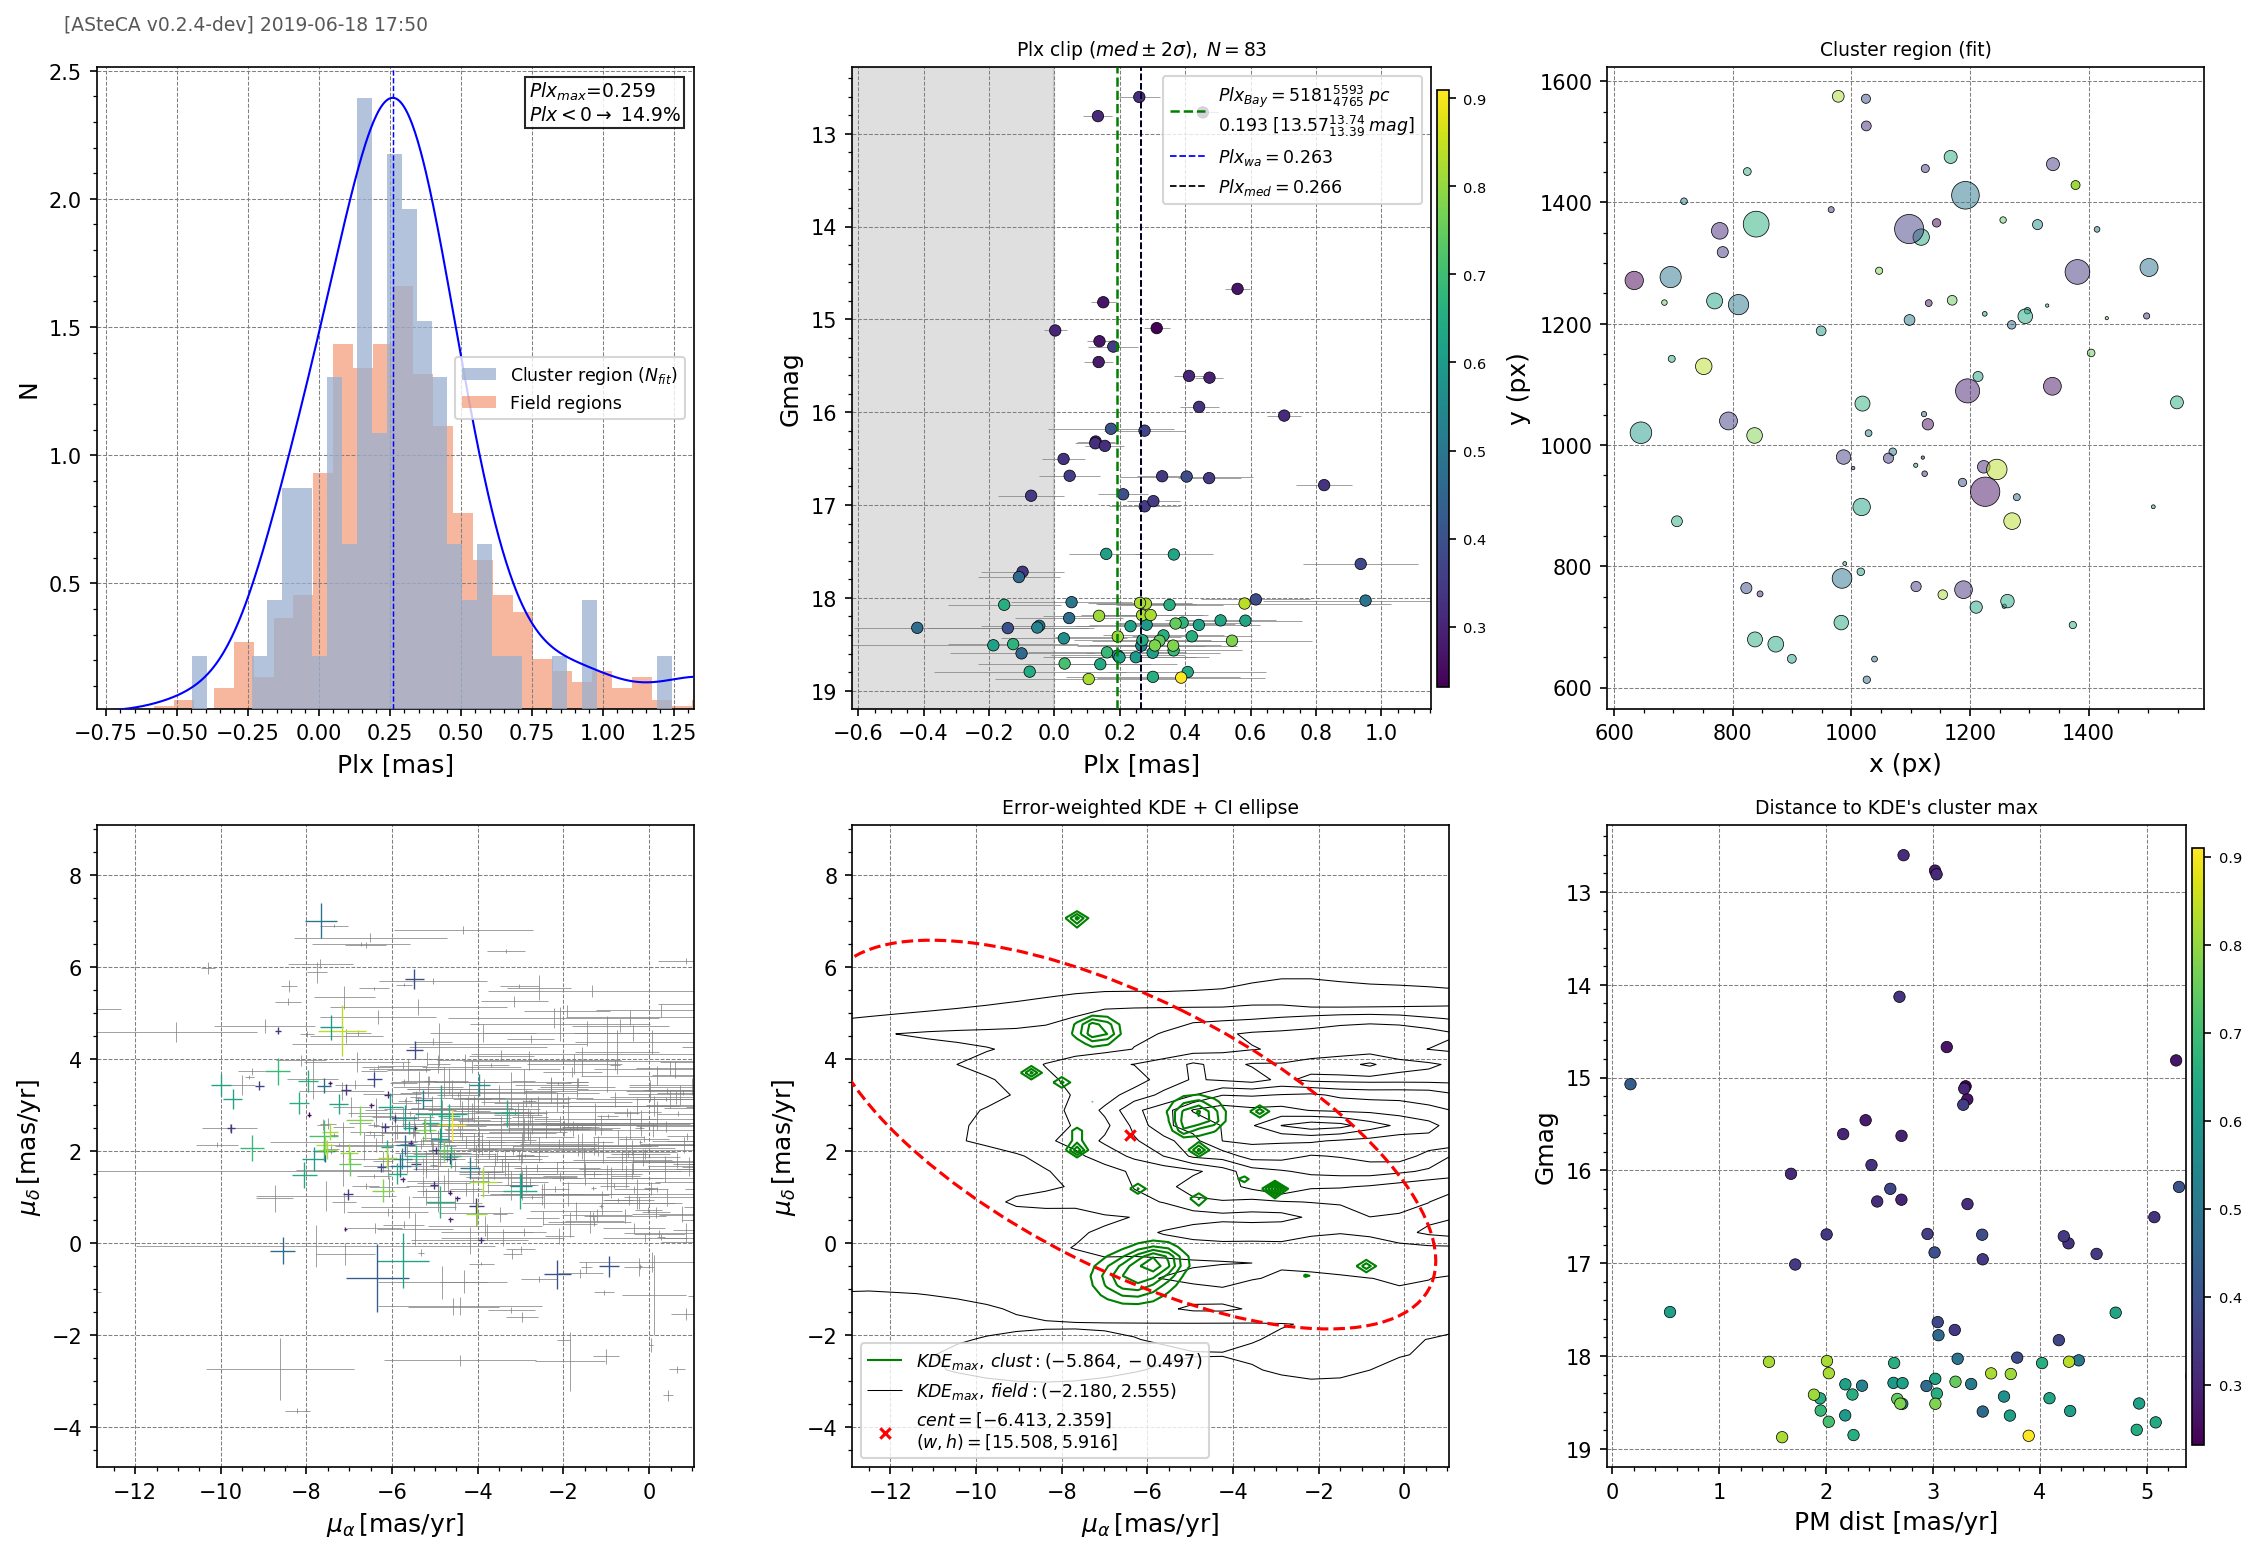 [ASteCA v0.2.4-dev] 2019-06-18 17:50
Plx_max=0.259
Plx < 0 → 14.9%
Cluster region (N_fit)
Field regions
2.5
2.0
1.5
1.0
0.5
N
−0.75 −0.50 −0.25 0.00 0.25 0.50 0.75 1.00 1.25
Plx [mas]
Plx clip (med ± 2σ), N = 83
Plx_Bay = 5181^5593_4765 pc
0.193 [13.57^13.74_13.39 mag]
Plx_wa = 0.263
Plx_med = 0.266
13
14
15
16
17
18
19
Gmag
−0.6 −0.4 −0.2 0.0 0.2 0.4 0.6 0.8 1.0
Plx [mas]
0.9
0.8
0.7
0.6
0.5
0.4
0.3
Cluster region (fit)
1600
1400
1200
1000
800
600
y (px)
600 800 1000 1200 1400
x (px)
8
6
4
2
0
−2
−4
μ_δ [mas/yr]
−12 −10 −8 −6 −4 −2 0
μ_α [mas/yr]
Error-weighted KDE + CI ellipse
8
6
4
2
0
−2
−4
μ_δ [mas/yr]
KDE_max, clust: (−5.864, −0.497)
KDE_max, field: (−2.180, 2.555)
cent = [−6.413, 2.359]
(w, h) = [15.508, 5.916]
−12 −10 −8 −6 −4 −2 0
μ_α [mas/yr]
Distance to KDE's cluster max
13
14
15
16
17
18
19
Gmag
0 1 2 3 4 5
PM dist [mas/yr]
0.9
0.8
0.7
0.6
0.5
0.4
0.3